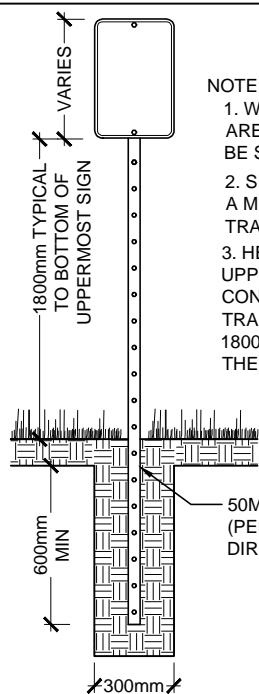 VARIES
1800mm TYPICAL
TO BOTTOM OF
UPPERMOST SIGN
NOTE
1. W
ARE
BE S
2. S
A M
TRA
3. HE
UPP
CON
TRA
1800
THE
50M
(PE
DIR
600mm
MIN
300mm